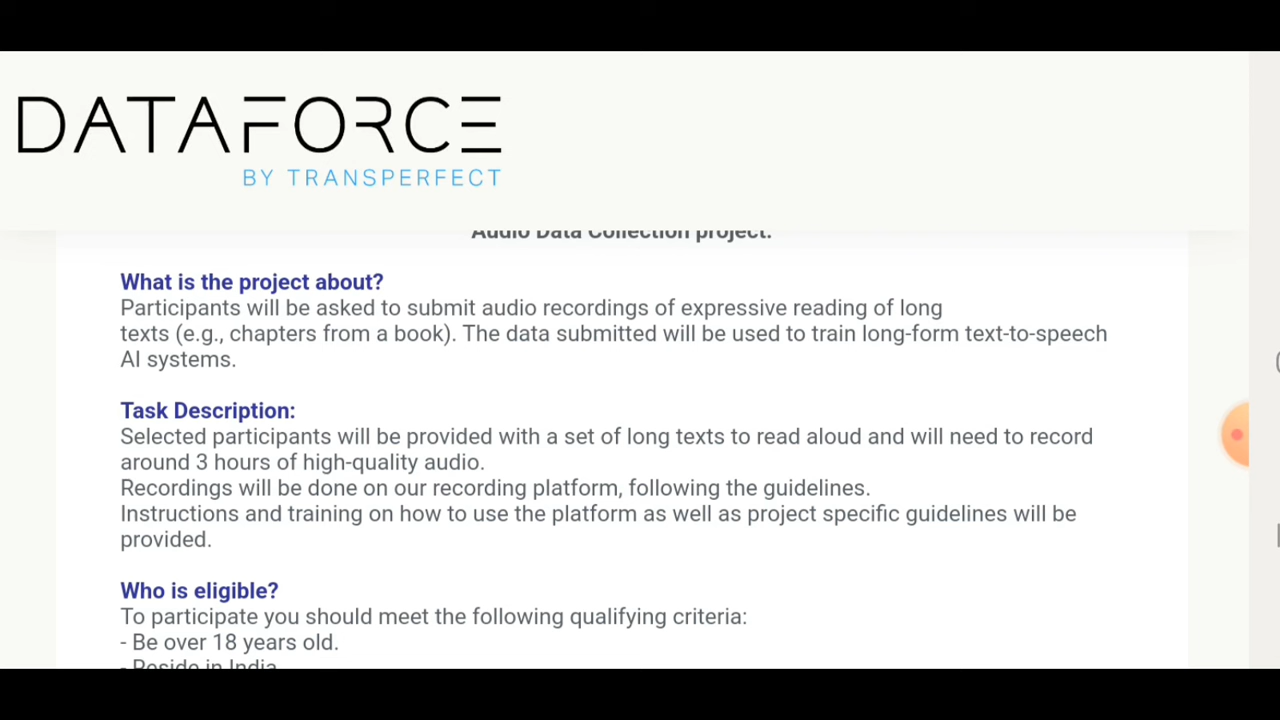 DATAFORCE
BY TRANSPERFECT
Audio Data Collection project.
What is the project about?
Participants will be asked to submit audio recordings of expressive reading of long
texts (e.g., chapters from a book). The data submitted will be used to train long-form text-to-speech
AI systems.
Task Description:
Selected participants will be provided with a set of long texts to read aloud and will need to record
around 3 hours of high-quality audio.
Recordings will be done on our recording platform, following the guidelines.
Instructions and training on how to use the platform as well as project specific guidelines will be
provided.
Who is eligible?
To participate you should meet the following qualifying criteria:
- Be over 18 years old.
- Reside in India